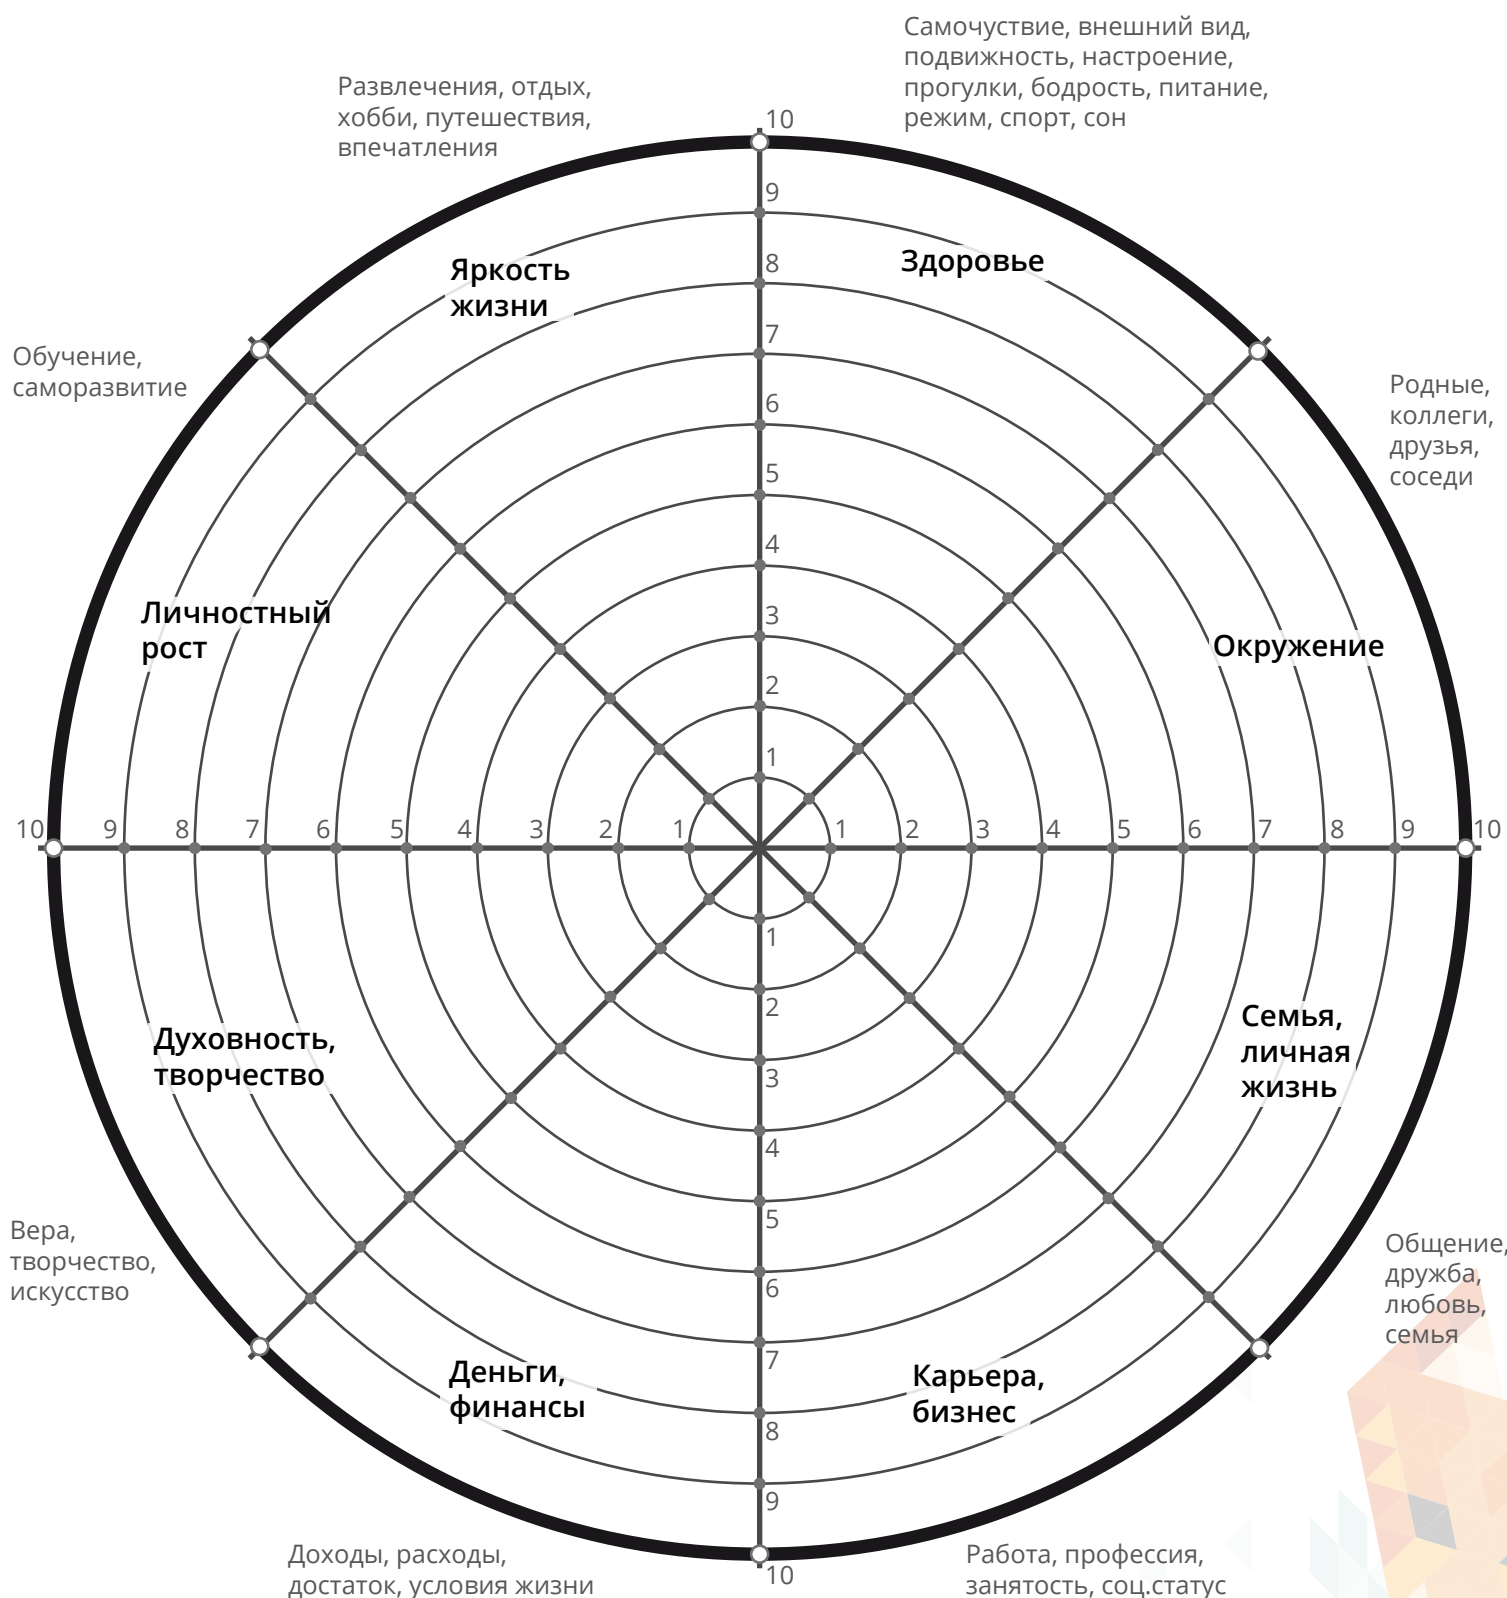 Самочуствие, внешний вид,
подвижность, настроение,
прогулки, бодрость, питание,
режим, спорт, сон
Развлечения, отдых,
хобби, путешествия,
впечатления
10
9
8
7
6
5
4
3
2
1
Яркость
жизни
Здоровье
Обучение,
саморазвитие
Родные,
коллеги,
друзья,
соседи
Личностный
рост
Окружение
10 9 8 7 6 5 4 3 2 1 1 2 3 4 5 6 7 8 9 10
1
2
3
4
5
6
7
8
9
10
Духовность,
творчество
Семья,
личная
жизнь
Вера,
творчество,
искусство
Общение,
дружба,
любовь,
семья
Деньги,
финансы
Карьера,
бизнес
Доходы, расходы,
достаток, условия жизни
Работа, профессия,
занятость, соц.статус